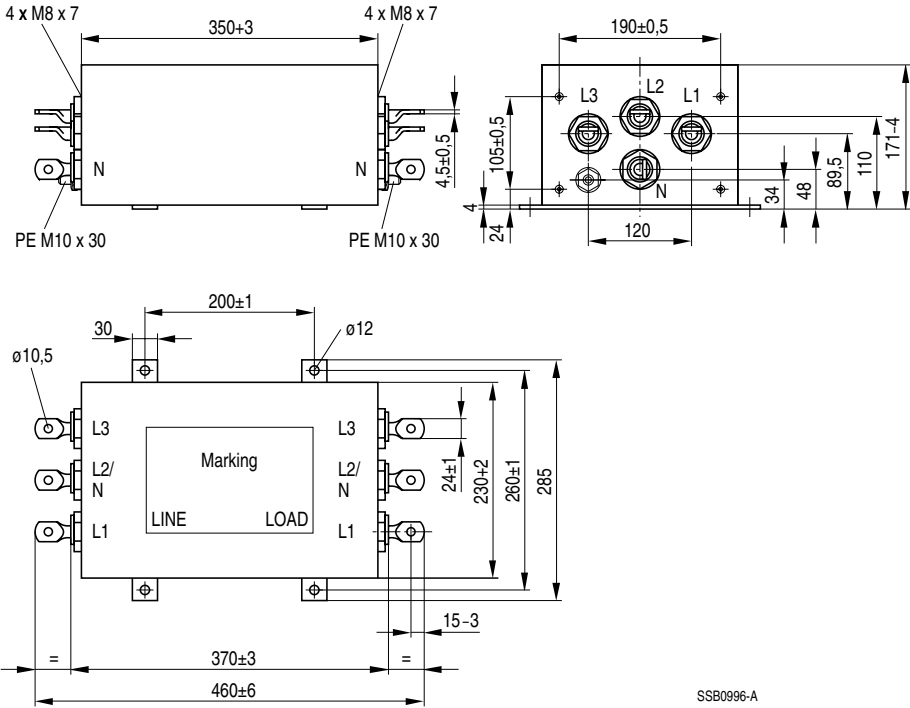 4 x M8 x 7
350+3
4 x M8 x 7
4,5±0,5
N
N
PE M10 x 30
PE M10 x 30
190±0,5
L3
L2
L1
N
105±0,5
4
24
120
34
48
89,5
110
171-4
200±1
30
ø12
ø10,5
L3
L3
L2/
N
L2/
N
L1
L1
Marking
LINE
LOAD
24±1
230+2
260±1
285
15-3
=
370±3
=
460±6
SSB0996-A